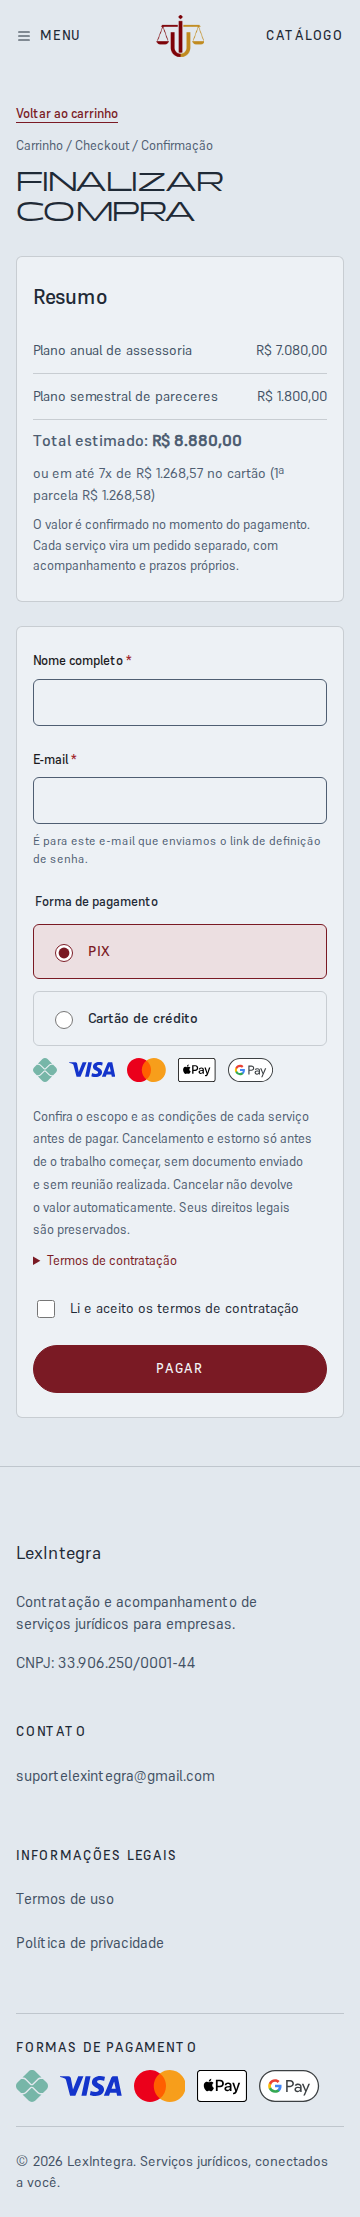 MENU
CATÁLOGO
Voltar ao carrinho
Carrinho / Checkout / Confirmação
FINALIZAR
COMPRA
Resumo
Plano anual de assessoria R$ 7.080,00
Plano semestral de pareceres R$ 1.800,00
Total estimado: R$ 8.880,00
ou em até 7x de R$ 1.268,57 no cartão (1ª
parcela R$ 1.268,58)
O valor é confirmado no momento do pagamento.
Cada serviço vira um pedido separado, com
acompanhamento e prazos próprios.
Nome completo *
E-mail *
É para este e-mail que enviamos o link de definição
de senha.
Forma de pagamento
PIX
Cartão de crédito
VISA Pay G Pay
Confira o escopo e as condições de cada serviço
antes de pagar. Cancelamento e estorno só antes
de o trabalho começar, sem documento enviado
e sem reunião realizada. Cancelar não devolve
o valor automaticamente. Seus direitos legais
são preservados.
Termos de contratação
Li e aceito os termos de contratação
PAGAR
LexIntegra
Contratação e acompanhamento de
serviços jurídicos para empresas.
CNPJ: 33.906.250/0001-44
CONTATO
suportelexintegra@gmail.com
INFORMAÇÕES LEGAIS
Termos de uso
Política de privacidade
FORMAS DE PAGAMENTO
VISA Pay G Pay
© 2026 LexIntegra. Serviços jurídicos, conectados
a você.